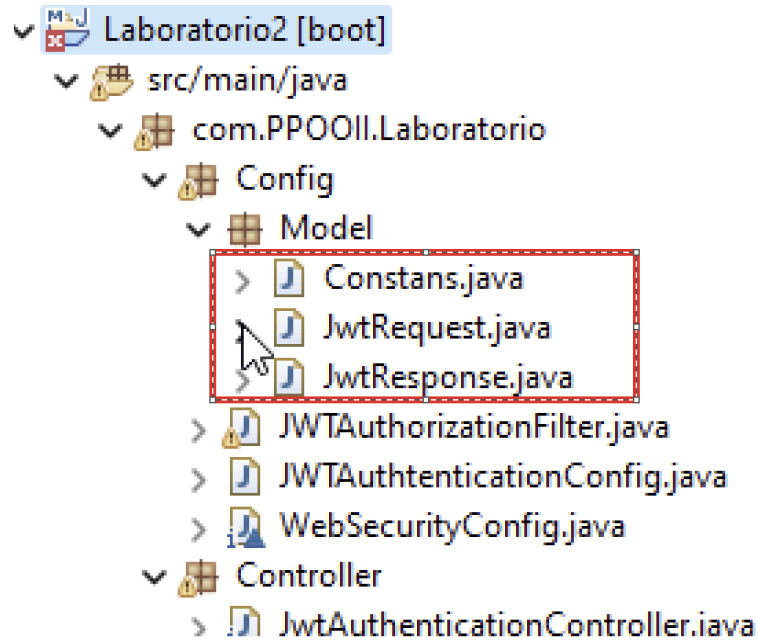 Laboratorio2 [boot]
src/main/java
com.PPOOII.Laboratorio
Config
Model
Constans.java
JwtRequest.java
JwtResponse.java
JWTAuthorizationFilter.java
JWTAuthtenticationConfig.java
WebSecurityConfig.java
Controller
JwtAuthenticationController.java